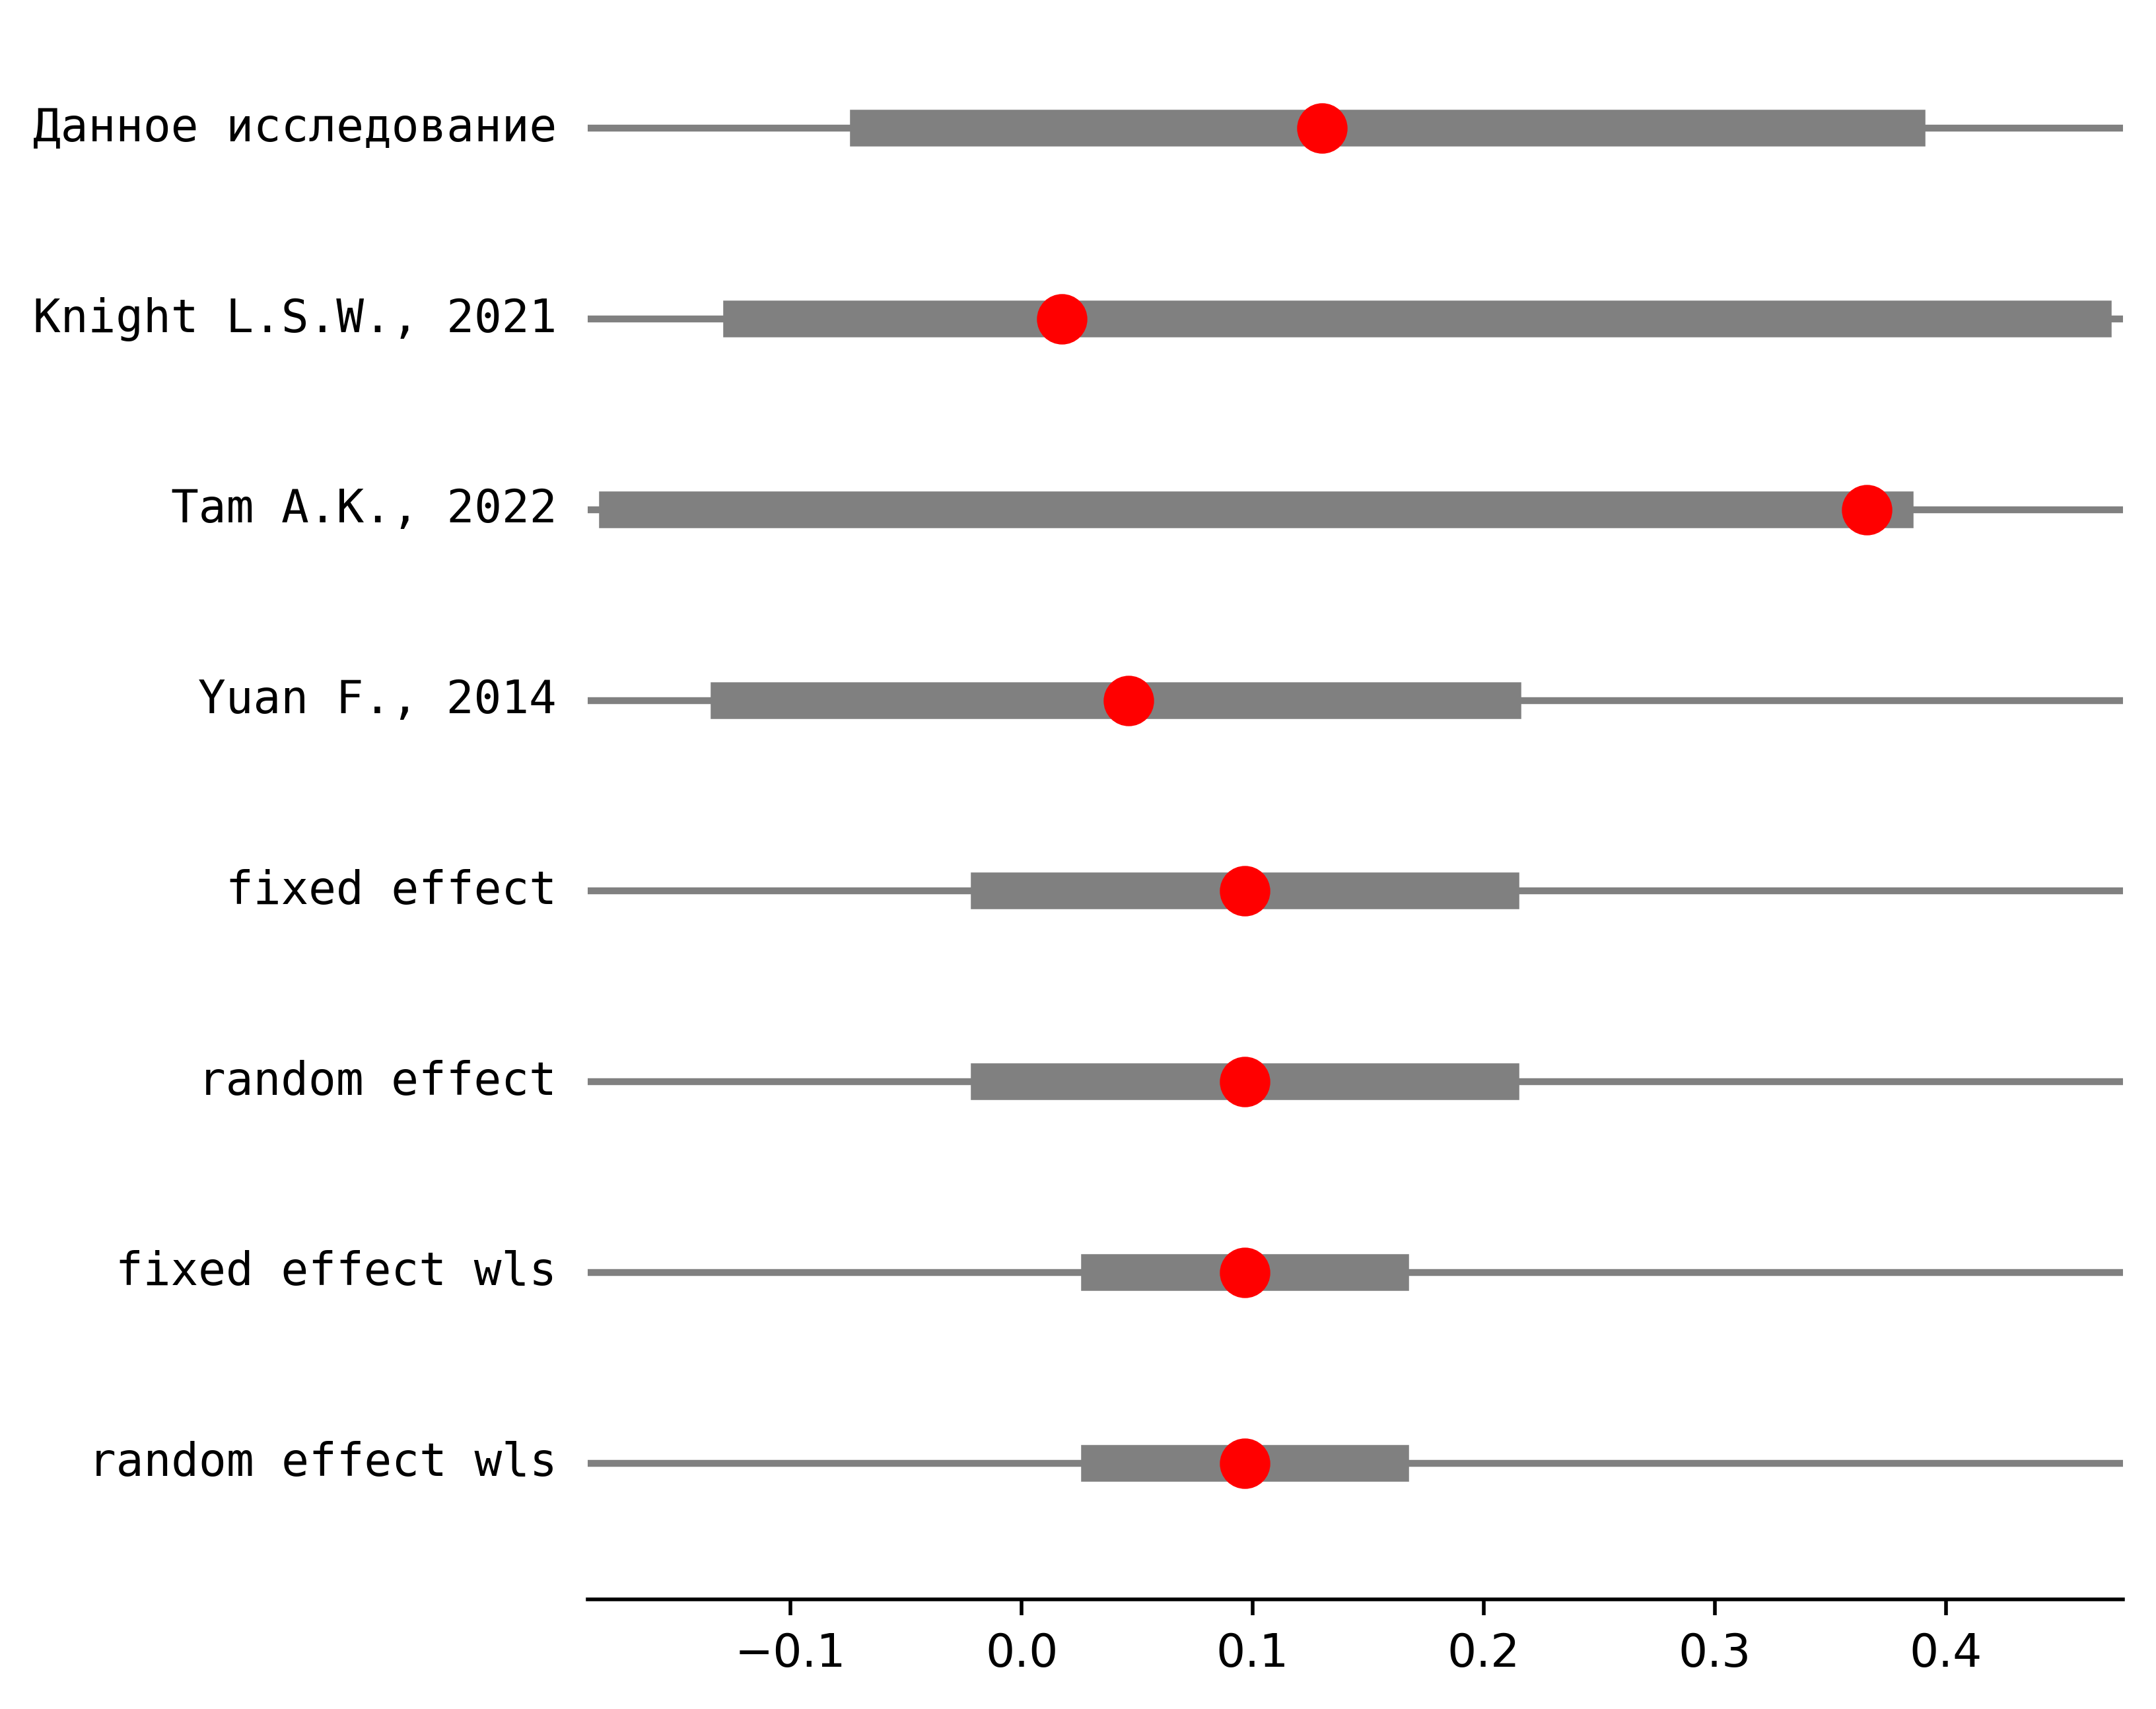 Данное исследование
Knight L.S.W., 2021
Tam A.K., 2022
Yuan F., 2014
fixed effect
random effect
fixed effect wls
random effect wls
−0.1 0.0 0.1 0.2 0.3 0.4